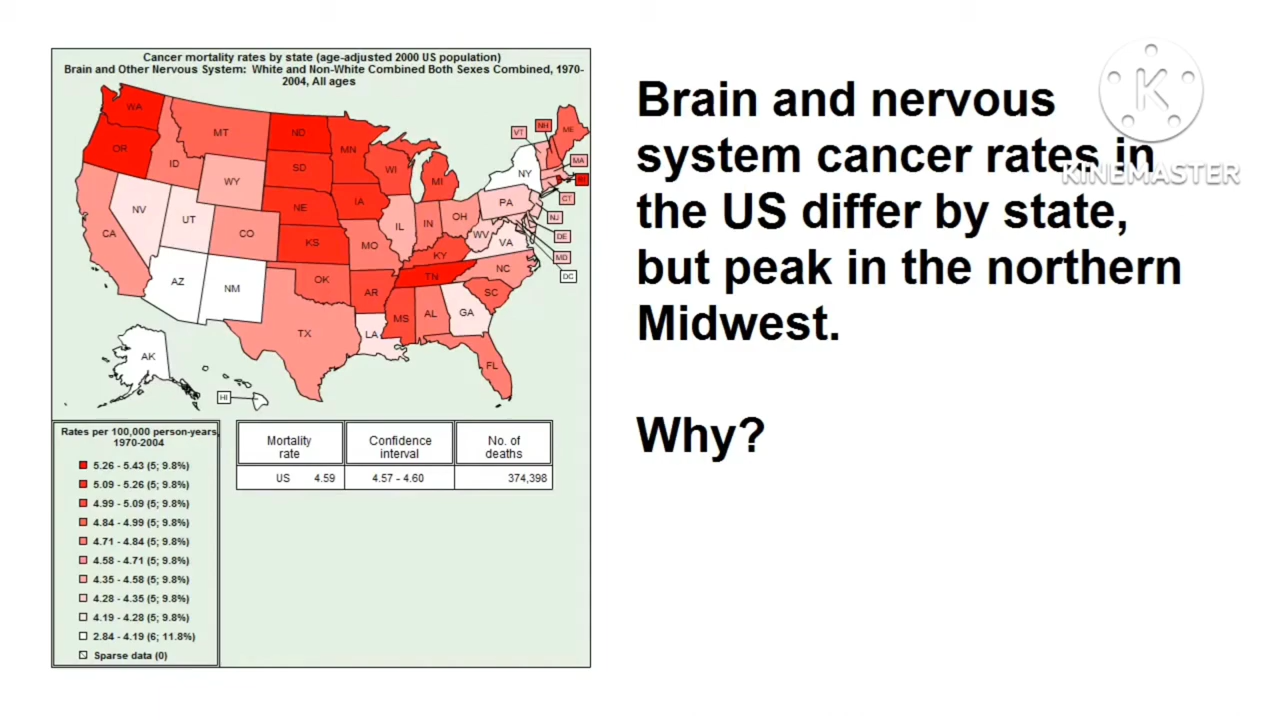 Cancer mortality rates by state (age-adjusted 2000 US population)
Brain and Other Nervous System: White and Non-White Combined Both Sexes Combined, 1970-
2004, All ages
WA
OR
CA
NV
ID
MT
WY
UT
AZ
CO
NM
ND
SD
NE
KS
OK
TX
MN
IA
MO
AR
LA
WI
IL
MI
IN
OH
KY
TN
MS
AL
GA
FL
SC
NC
VA
WV
PA
NY
VT
NH
ME
MA
RI
CT
NJ
DE
MD
DC
AK
HI
Rates per 100,000 person-years,
1970-2004
5.26 - 5.43 (5; 9.8%)
5.09 - 5.26 (5; 9.8%)
4.99 - 5.09 (5; 9.8%)
4.84 - 4.99 (5; 9.8%)
4.71 - 4.84 (5; 9.8%)
4.58 - 4.71 (5; 9.8%)
4.35 - 4.58 (5; 9.8%)
4.28 - 4.35 (5; 9.8%)
4.19 - 4.28 (5; 9.8%)
2.84 - 4.19 (6; 11.8%)
Sparse data (0)
Mortality rate Confidence interval No. of deaths
US 4.59 4.57 - 4.60 374,398
Brain and nervous
system cancer rates in
the US differ by state,
but peak in the northern
Midwest.
Why?
K
KINEMASTER